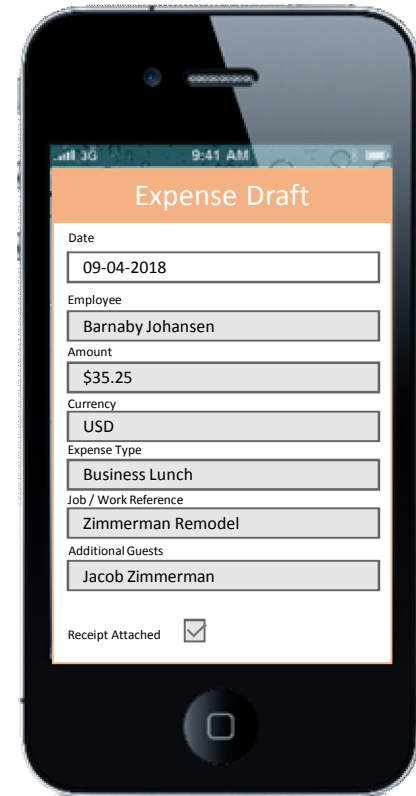 3G 9:41 AM
Expense Draft
Date
09-04-2018
Employee
Barnaby Johansen
Amount
$35.25
Currency
USD
Expense Type
Business Lunch
Job / Work Reference
Zimmerman Remodel
Additional Guests
Jacob Zimmerman
Receipt Attached